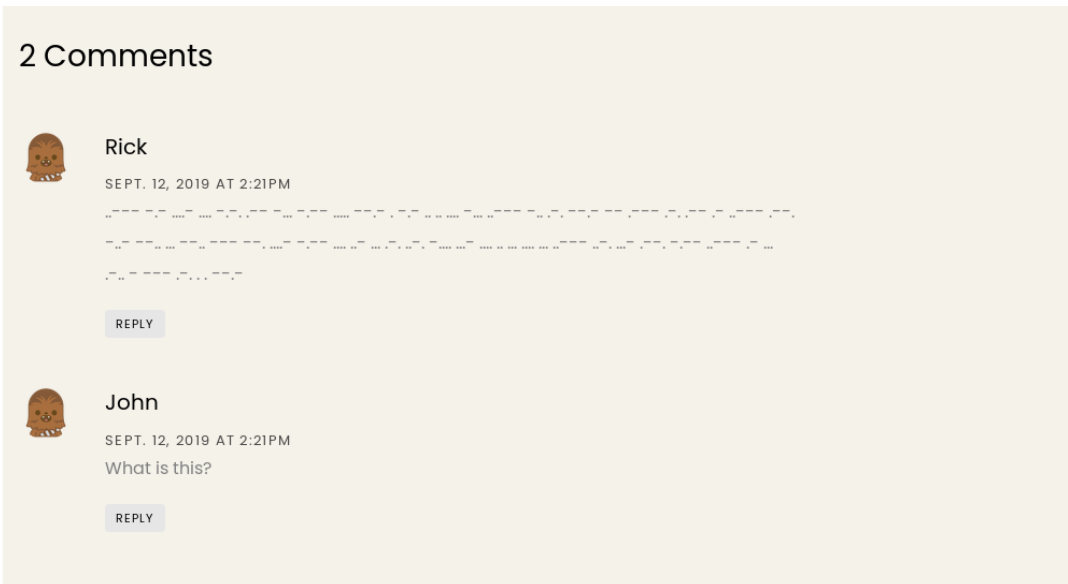 2 Comments
Rick
SEPT. 12, 2019 AT 2:21PM
..--- -.- ....- .... -.-. .-- -... -.-- ..... --.- . -.- .. .. .... -... ..--- -.. .-. --.- -- .--- .-. .-- .- ..--- .--.
-..- --.. ... --.. --- --. ....- -.-- .... ..- ... .-. ..-. -.... ...- .... .. ... .... ... ..--- ..-. ...- .--. -.-- ..--- .- ...
.-.. - --- .-. . . --.-
REPLY
John
SEPT. 12, 2019 AT 2:21PM
What is this?
REPLY